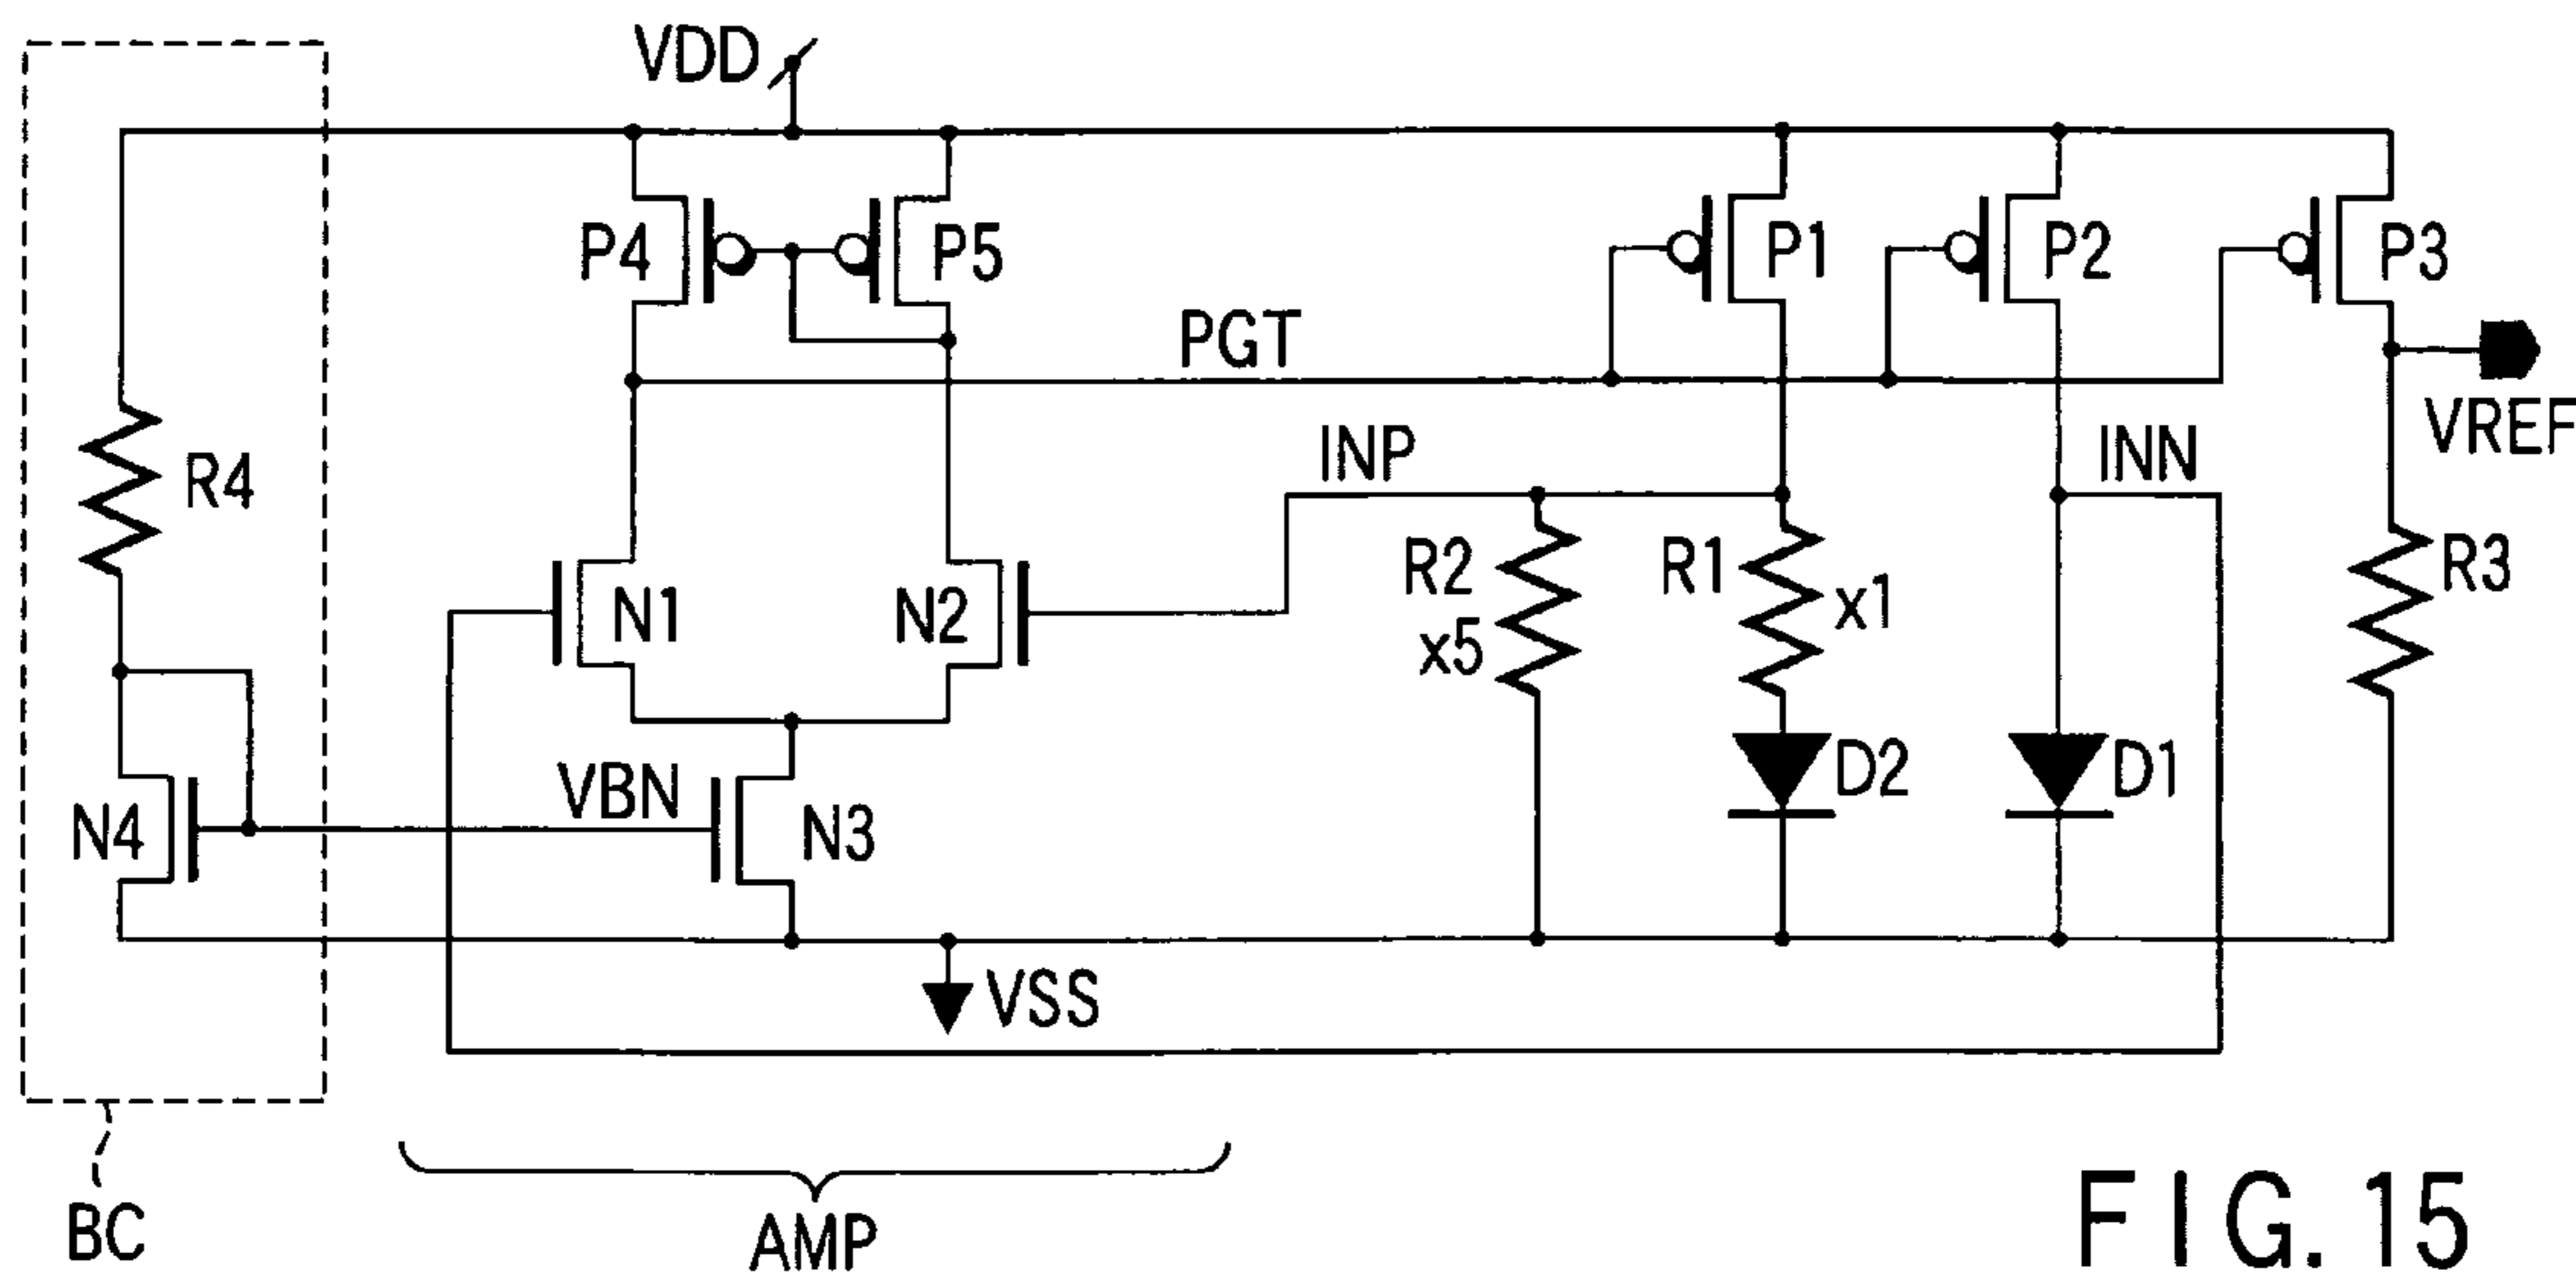 VDD
P4
P5
P1
P2
P3
PGT
VREF
INP
INN
R4
R2
x5
R1
x1
R3
N1
N2
VBN
D2
D1
N4
N3
VSS
BC
AMP
FIG. 15